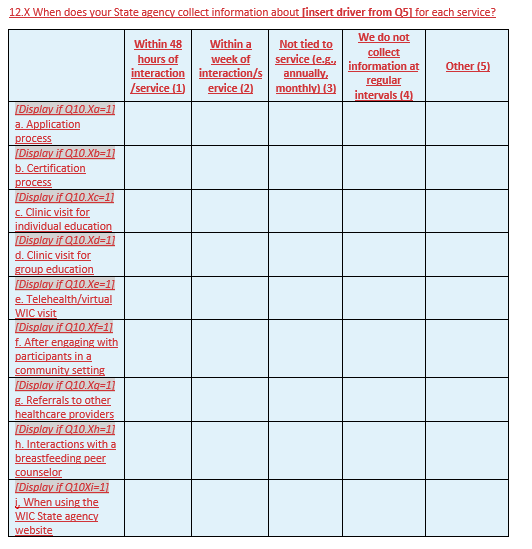 12.X When does your State agency collect information about [insert driver from Q5] for each service?
Within 48
hours of
interaction
/service (1)
Within a
week of
interaction/s
ervice (2)
Not tied to
service (e.g.,
annually,
monthly) (3)
We do not
collect
information at
regular
intervals (4)
Other (5)
[Display if Q10.Xa=1]
a. Application
process
[Display if Q10.Xb=1]
b. Certification
process
[Display if Q10.Xc=1]
c. Clinic visit for
individual education
[Display if Q10.Xd=1]
d. Clinic visit for
group education
[Display if Q10.Xe=1]
e. Telehealth/virtual
WIC visit
[Display if Q10.Xf=1]
f. After engaging with
participants in a
community setting
[Display if Q10.Xg=1]
g. Referrals to other
healthcare providers
[Display if Q10.Xh=1]
h. Interactions with a
breastfeeding peer
counselor
[Display if Q10Xi=1]
i. When using the
WIC State agency
website